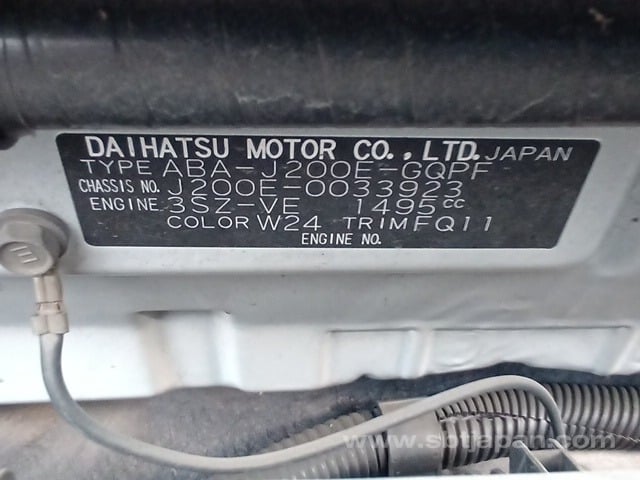 DAIHATSU MOTOR CO., LTD. JAPAN
TYPE ABA-J200E-GQPF
CHASSIS NO. J200E-0033923
ENGINE 3SZ-VE 1495cc
COLOR W24 TRIM FQ11
ENGINE NO.
www.sbtjapan.com